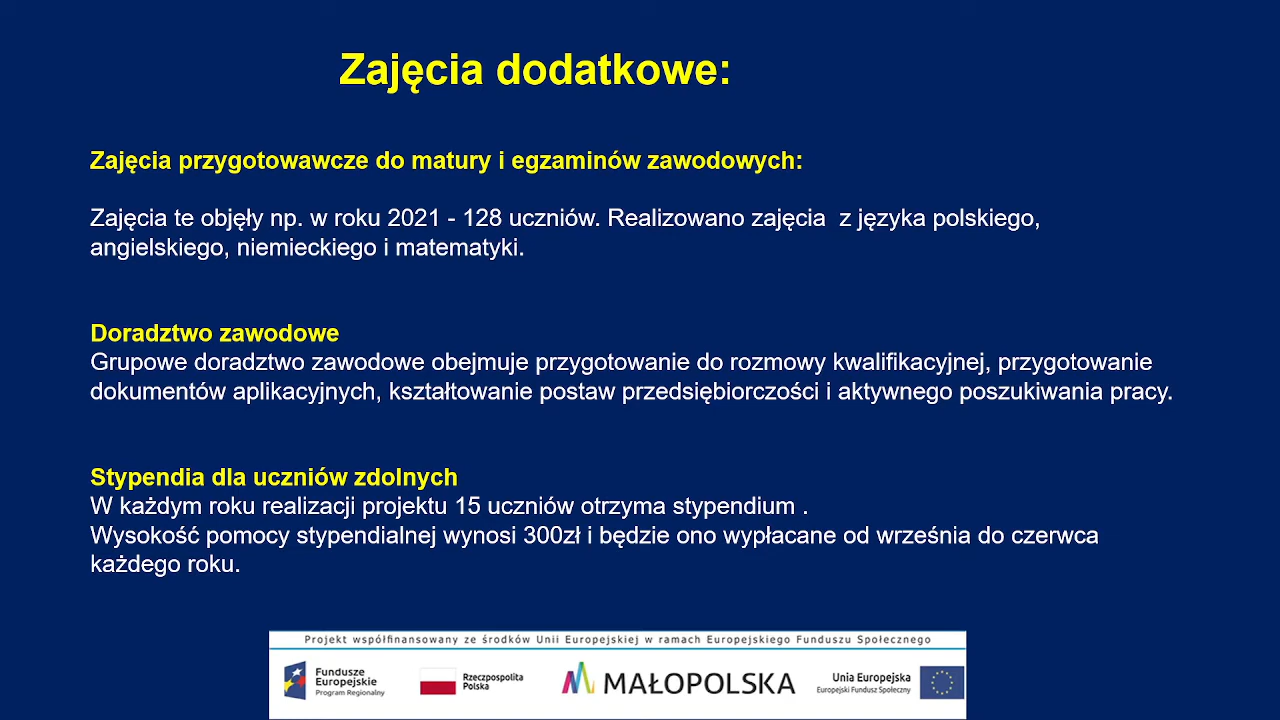 Zajęcia dodatkowe:
Zajęcia przygotowawcze do matury i egzaminów zawodowych:
Zajęcia te objęły np. w roku 2021 - 128 uczniów. Realizowano zajęcia  z języka polskiego,
angielskiego, niemieckiego i matematyki.
Doradztwo zawodowe
Grupowe doradztwo zawodowe obejmuje przygotowanie do rozmowy kwalifikacyjnej, przygotowanie
dokumentów aplikacyjnych, kształtowanie postaw przedsiębiorczości i aktywnego poszukiwania pracy.
Stypendia dla uczniów zdolnych
W każdym roku realizacji projektu 15 uczniów otrzyma stypendium .
Wysokość pomocy stypendialnej wynosi 300zł i będzie ono wypłacane od września do czerwca
każdego roku.
Projekt współfinansowany ze środków Unii Europejskiej w ramach Europejskiego Funduszu Społecznego
Fundusze
Europejskie
Program Regionalny
Rzeczpospolita
Polska
MAŁOPOLSKA
Unia Europejska
Europejski Fundusz Społeczny